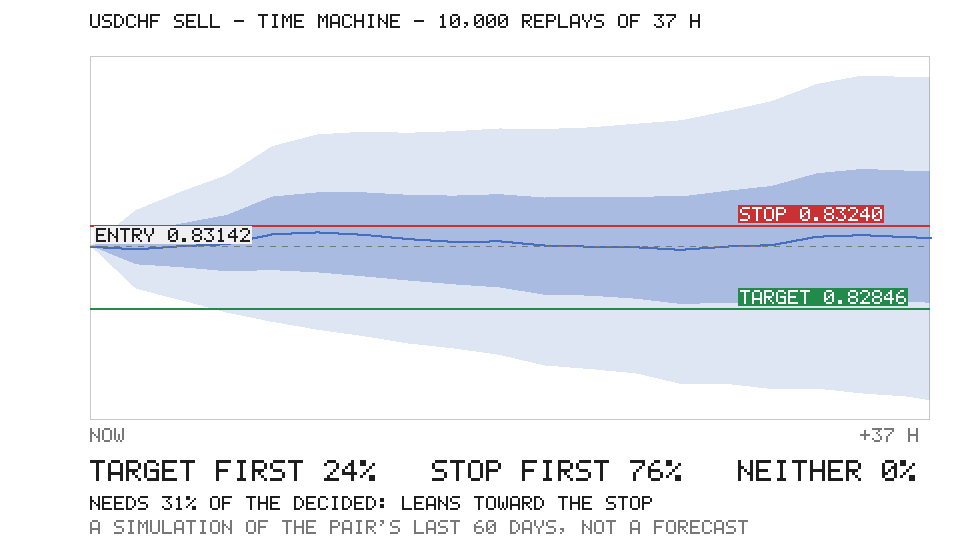 USDCHF SELL - TIME MACHINE - 10,000 REPLAYS OF 37 H
STOP 0.83240
ENTRY 0.83142
TARGET 0.82846
NOW +37 H
TARGET FIRST 24% STOP FIRST 76% NEITHER 0%
NEEDS 31% OF THE DECIDED: LEANS TOWARD THE STOP
A SIMULATION OF THE PAIR'S LAST 60 DAYS, NOT A FORECAST